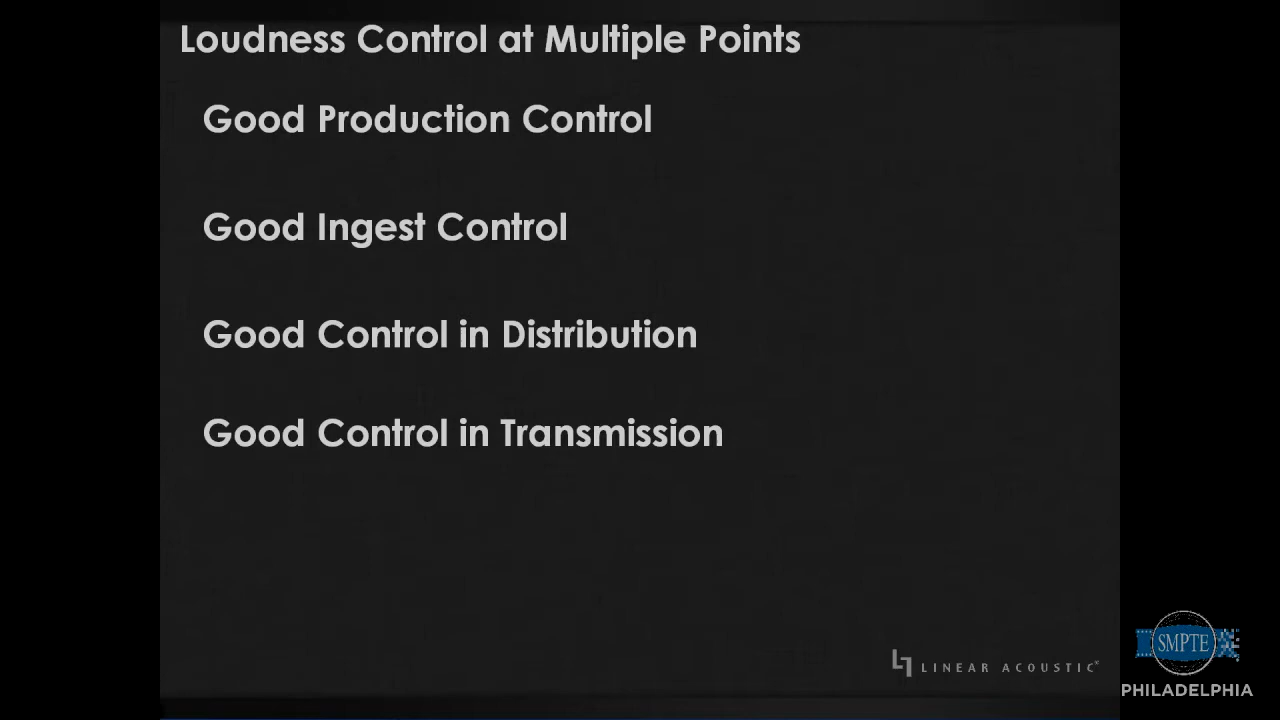 Loudness Control at Multiple Points
Good Production Control
Good Ingest Control
Good Control in Distribution
Good Control in Transmission
LINEAR ACOUSTIC
SMPTE
PHILADELPHIA